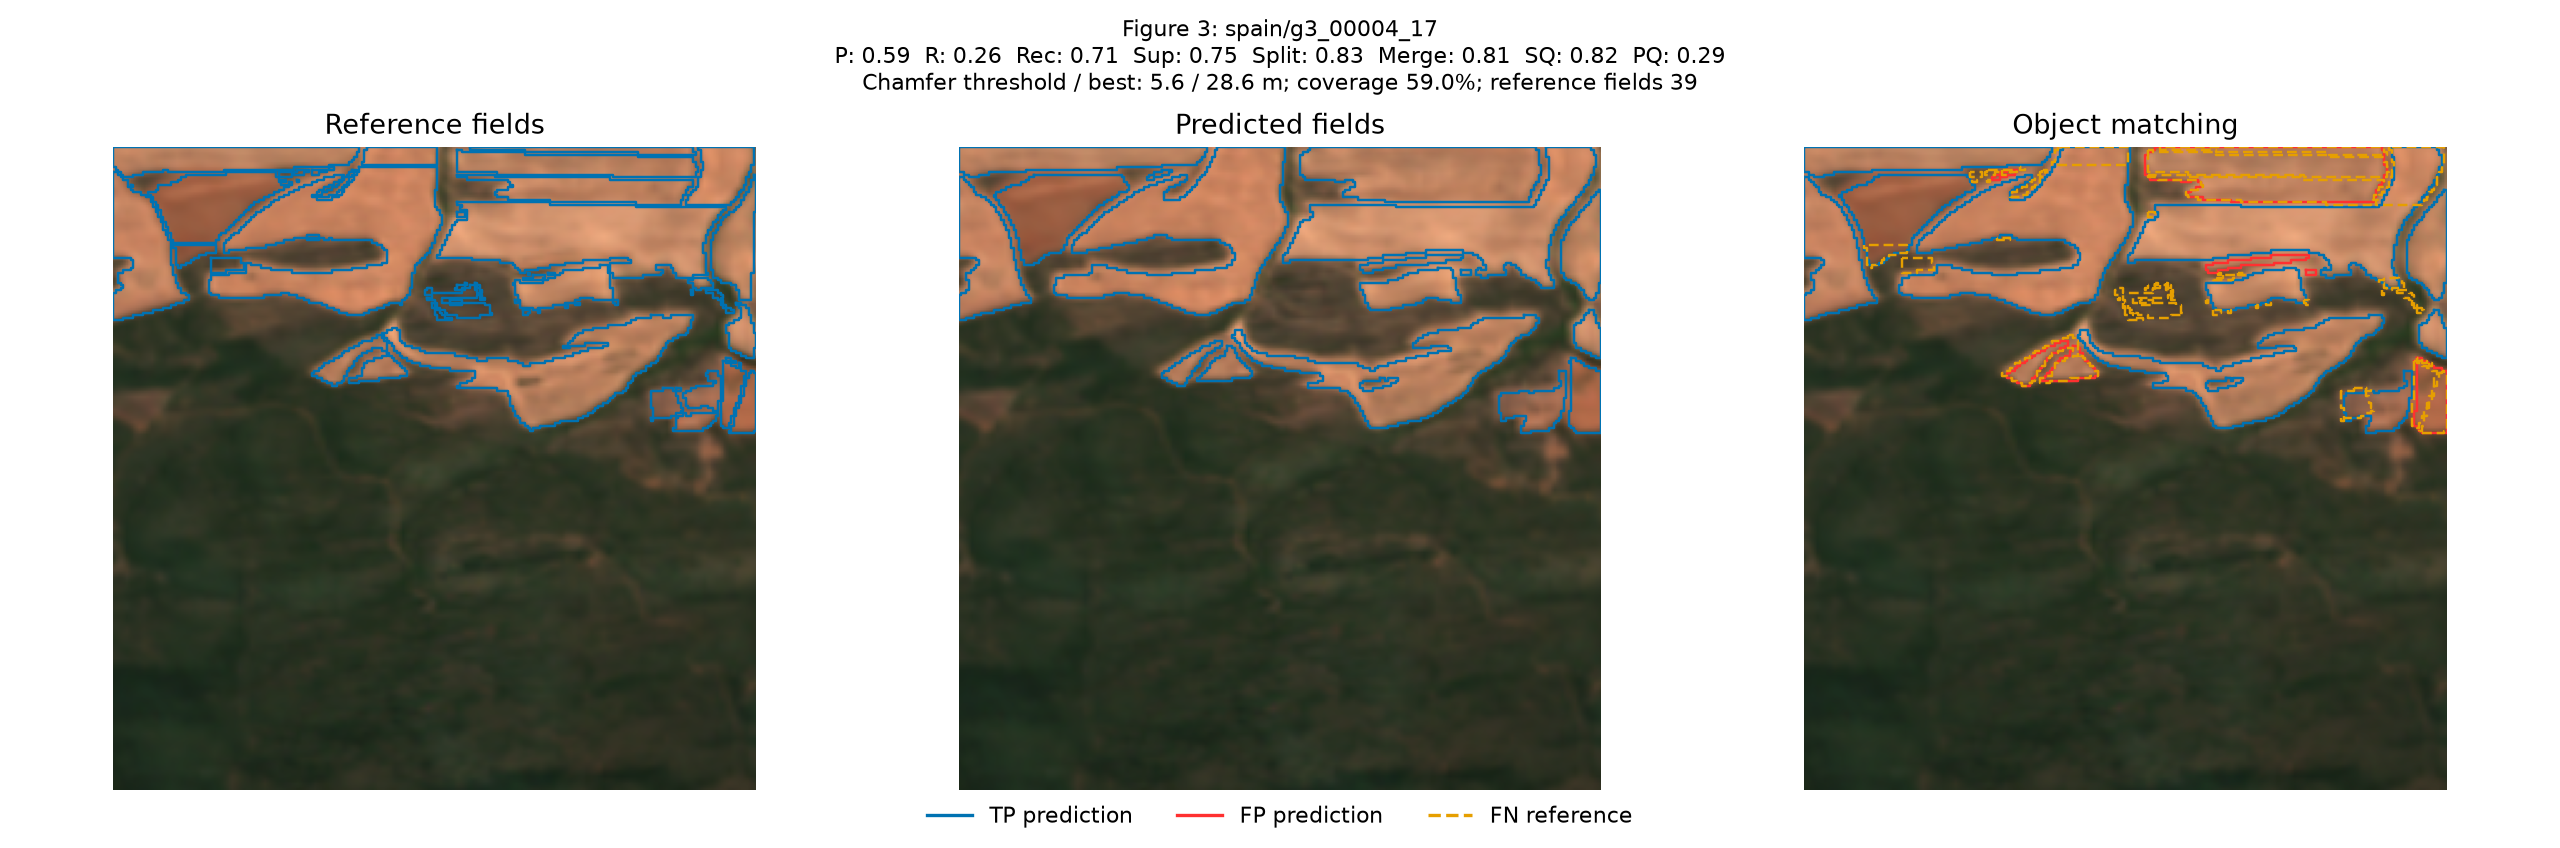 Figure 3: spain/g3_00004_17
P: 0.59 R: 0.26 Rec: 0.71 Sup: 0.75 Split: 0.83 Merge: 0.81 SQ: 0.82 PQ: 0.29
Chamfer threshold / best: 5.6 / 28.6 m; coverage 59.0%; reference fields 39
Reference fields
Predicted fields
Object matching
TP prediction
FP prediction
FN reference